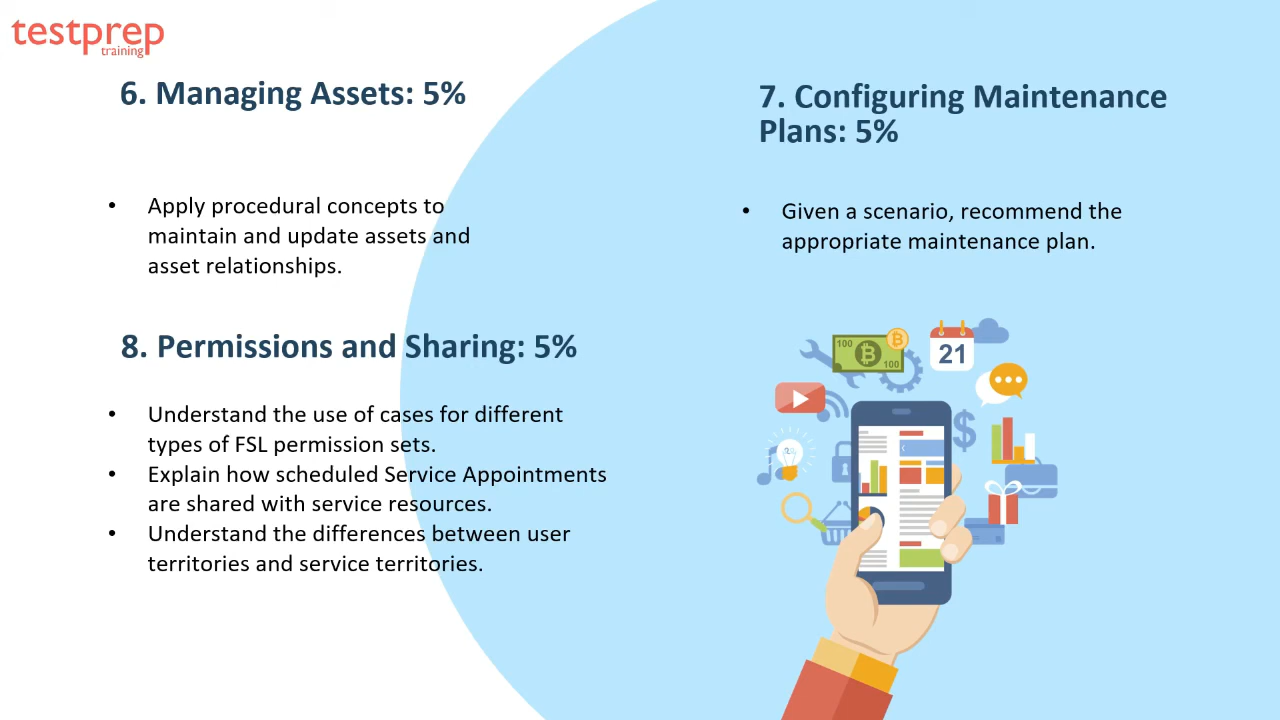 testprep
training
6. Managing Assets: 5%
• Apply procedural concepts to
maintain and update assets and
asset relationships.
7. Configuring Maintenance
Plans: 5%
• Given a scenario, recommend the
appropriate maintenance plan.
8. Permissions and Sharing: 5%
• Understand the use of cases for different
types of FSL permission sets.
• Explain how scheduled Service Appointments
are shared with service resources.
• Understand the differences between user
territories and service territories.
100
100
21